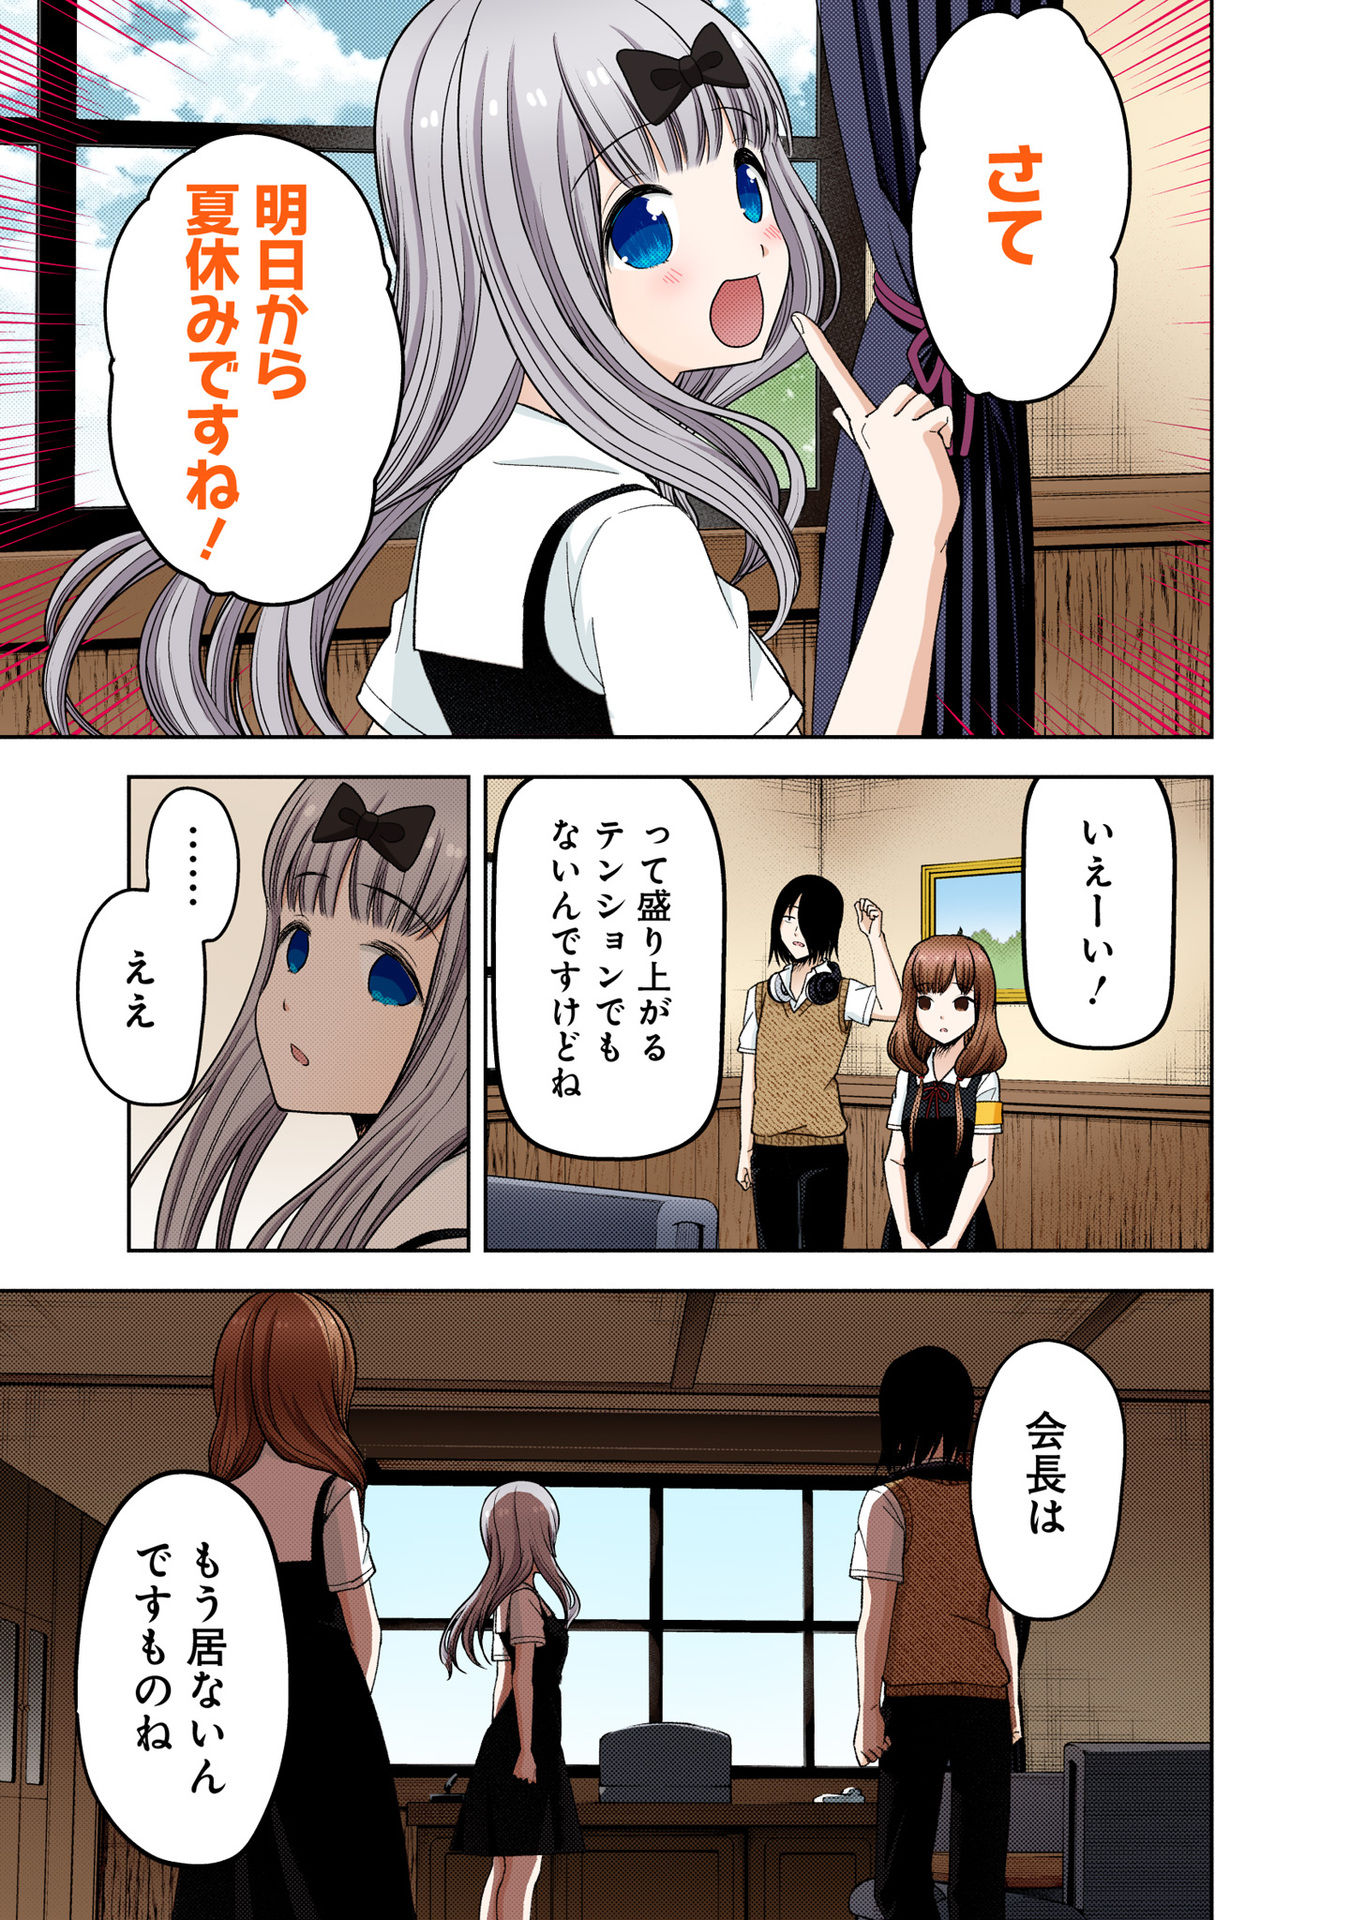 さて
明日から
夏休みですね！
いえーい！
って盛り上がる
テンションでも
ないんですけどね
……
ええ
会長は
もう居ないん
ですものね